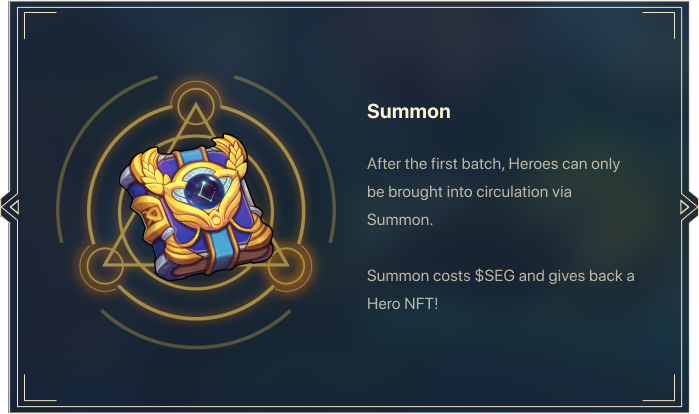 Summon
After the first batch, Heroes can only
be brought into circulation via
Summon.
Summon costs $SEG and gives back a
Hero NFT!